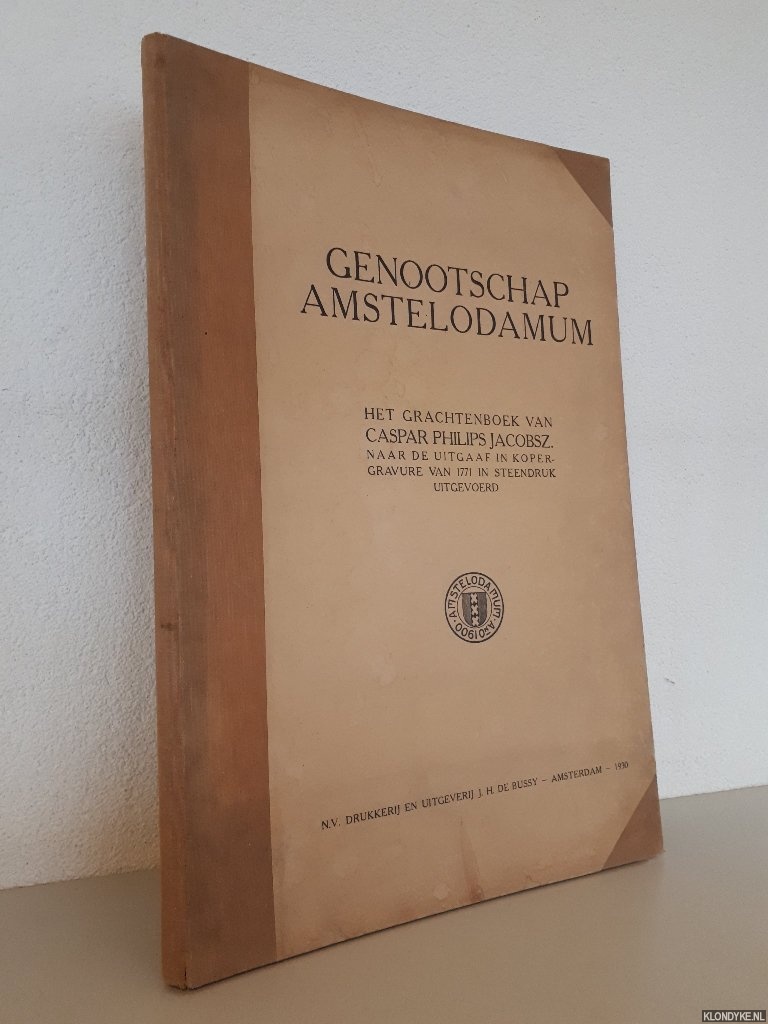 GENOOTSCHAP
AMSTELODAMUM
HET GRACHTENBOEK VAN
CASPAR PHILIPS JACOBSZ.
NAAR DE UITGAAF IN KOPER-
GRAVURE VAN 1771 IN STEENDRUK
UITGEVOERD
AMSTELODAMUM · Aº 1900 ·
N.V. DRUKKERIJ EN UITGEVERIJ J. H. DE BUSSY – AMSTERDAM – 1930
KLONDYKE.NL